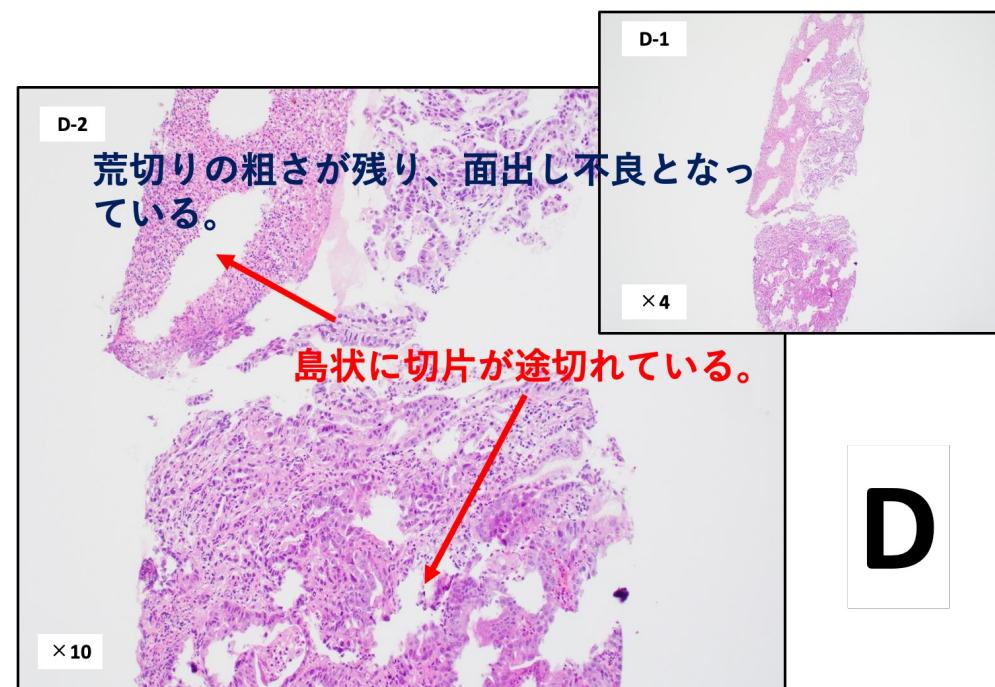 D-1
D-2
荒切りの粗さが残り、面出し不良となっ
ている。
×4
島状に切片が途切れている。
D
×10